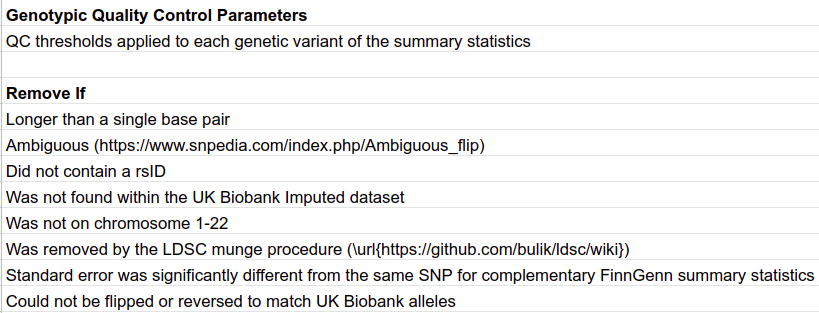 Genotypic Quality Control Parameters
QC thresholds applied to each genetic variant of the summary statistics
Remove If
Longer than a single base pair
Ambiguous (https://www.snpedia.com/index.php/Ambiguous_flip)
Did not contain a rsID
Was not found within the UK Biobank Imputed dataset
Was not on chromosome 1-22
Was removed by the LDSC munge procedure (\url{https://github.com/bulik/ldsc/wiki})
Standard error was significantly different from the same SNP for complementary FinnGenn summary statistics
Could not be flipped or reversed to match UK Biobank alleles